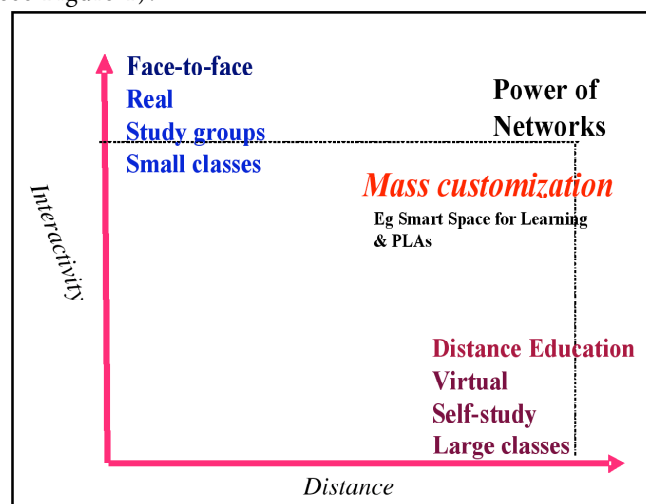 Face-to-face
Real
Study groups
Small classes
Power of
Networks
Mass customization
Eg Smart Space for Learning
& PLAs
Interactivity
Distance Education
Virtual
Self-study
Large classes
Distance